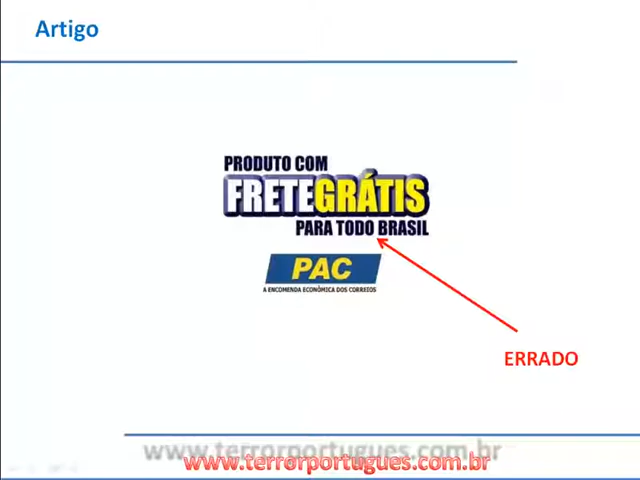 Artigo
PRODUTO COM
FRETEGRÁTIS
PARA TODO BRASIL
PAC
A ENCOMENDA ECONÔMICA DOS CORREIOS
ERRADO
www.terrorportugues.com.br
www.terrorportugues.com.br